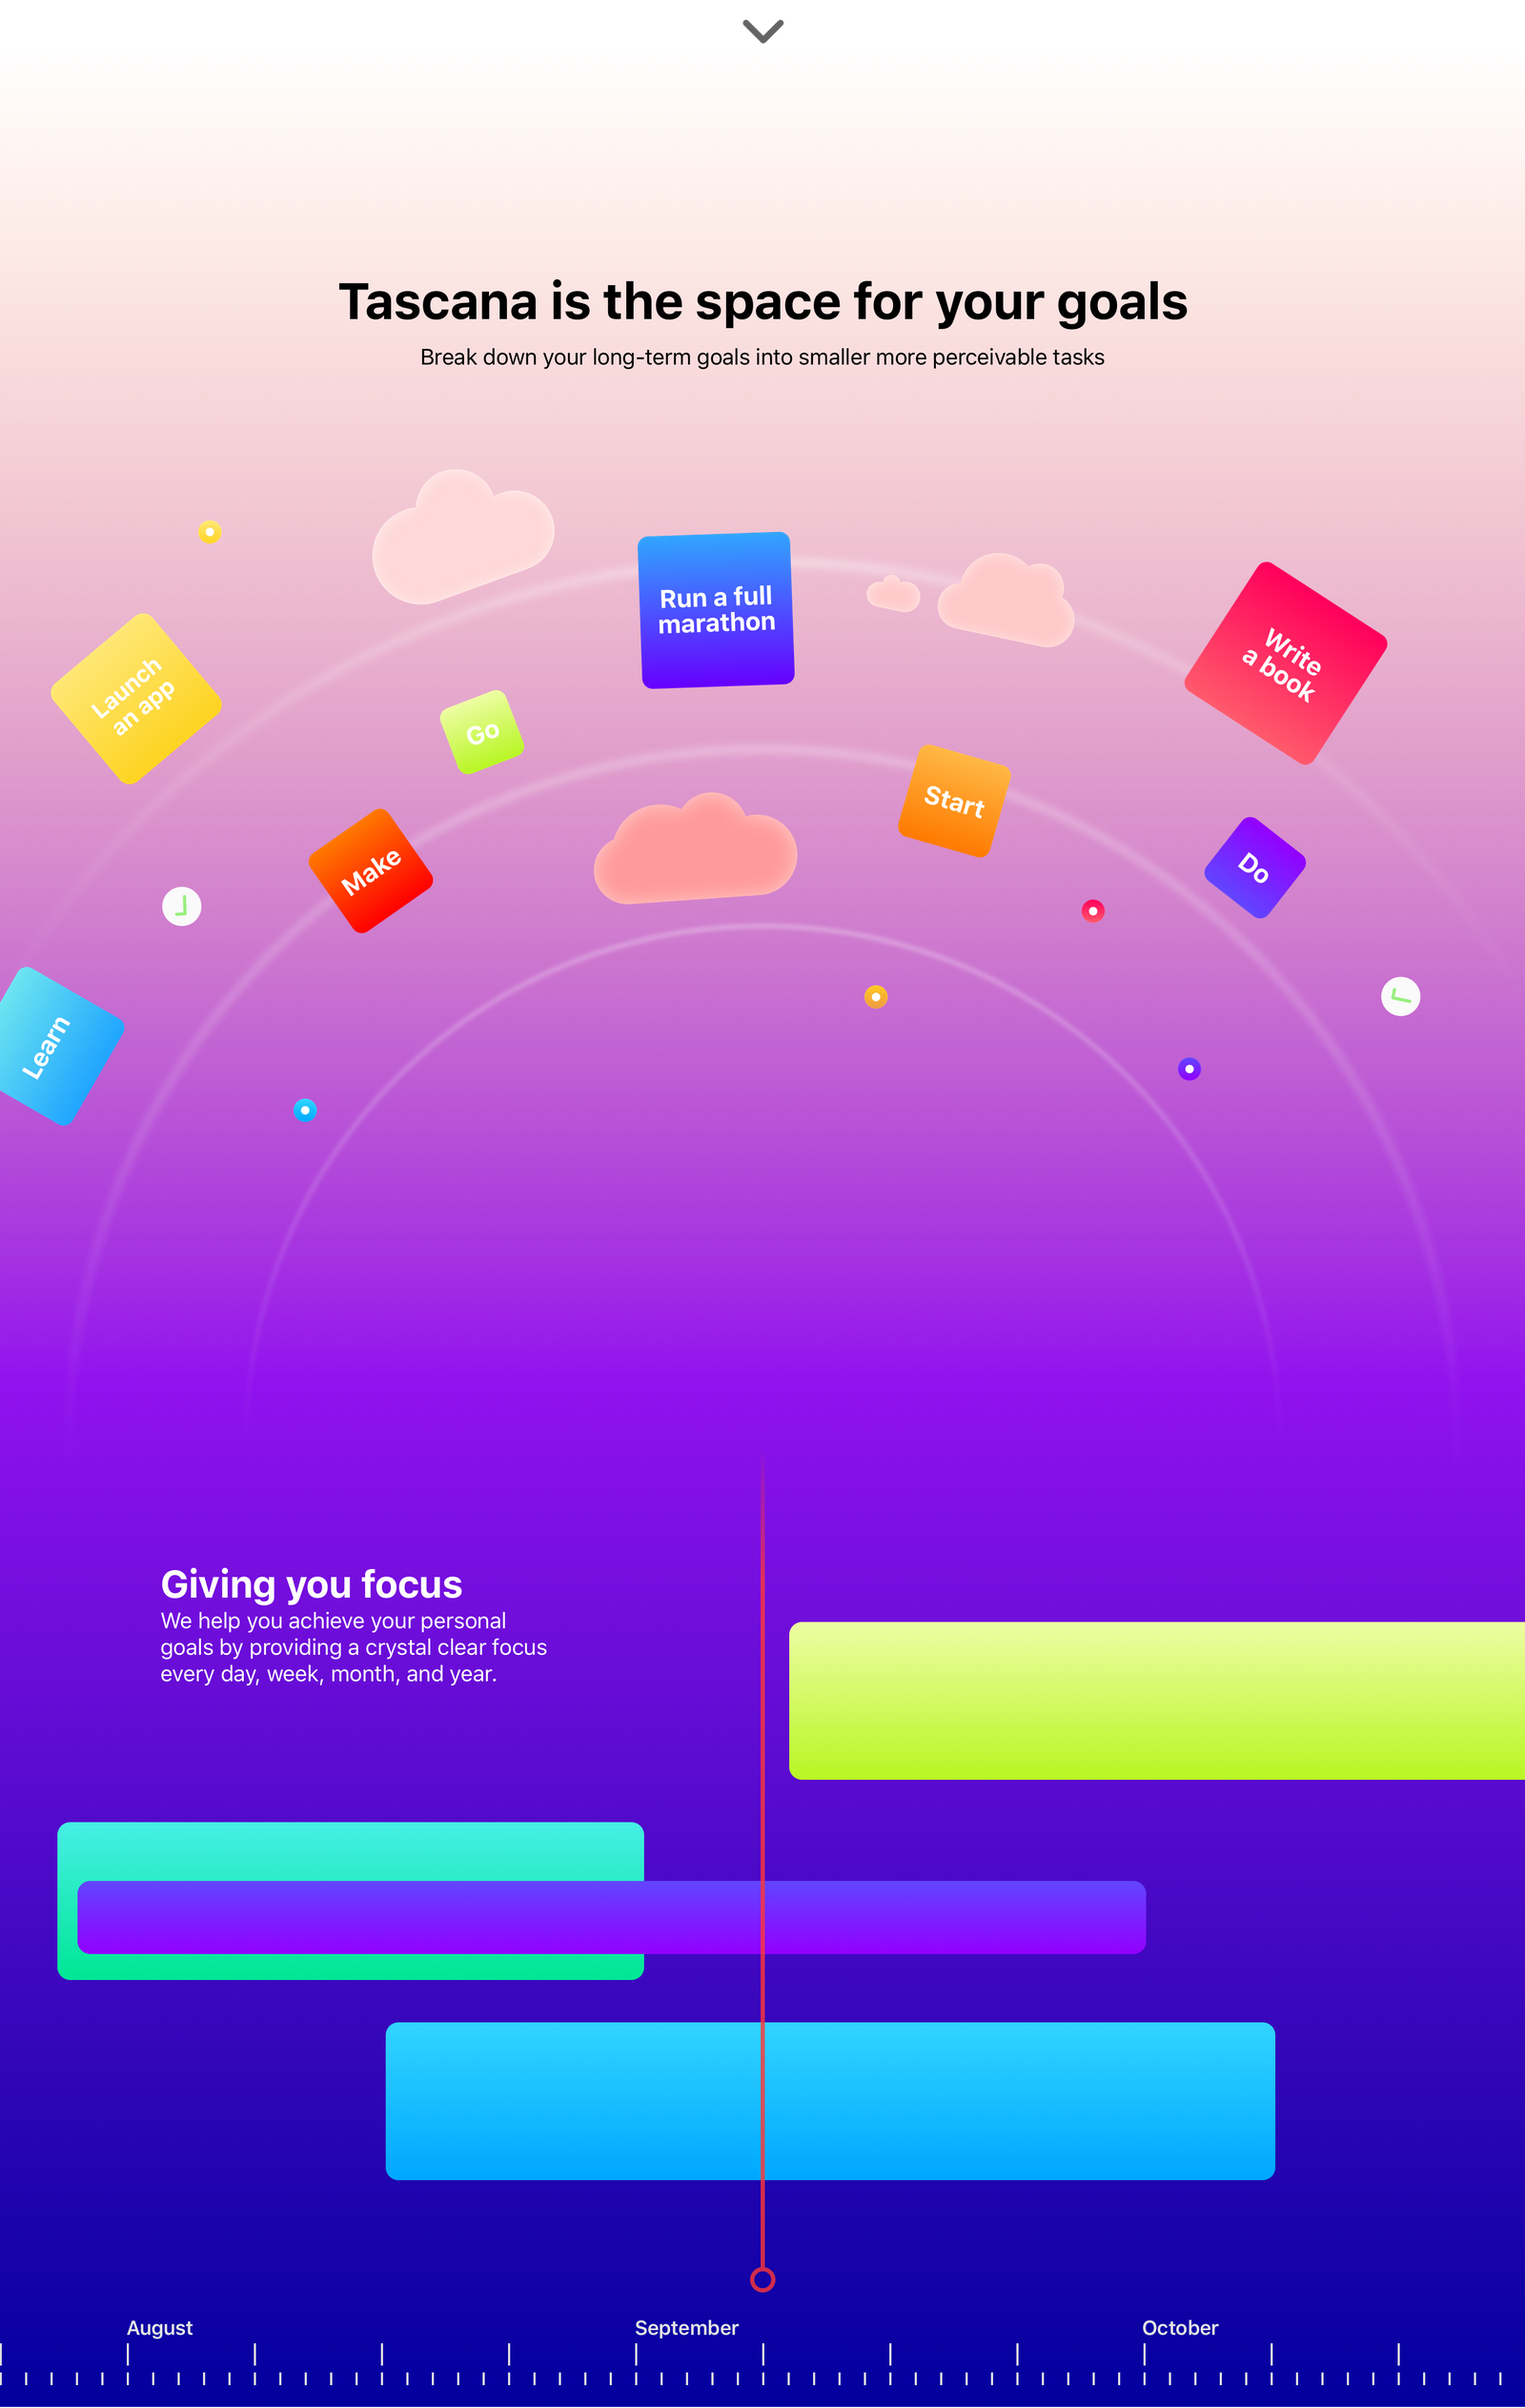 Tascana is the space for your goals
Break down your long-term goals into smaller more perceivable tasks
Run a full
marathon
Write
a book
Launch
an app
Go
Start
Make
Do
Learn
Giving you focus
We help you achieve your personal
goals by providing a crystal clear focus
every day, week, month, and year.
August
September
October